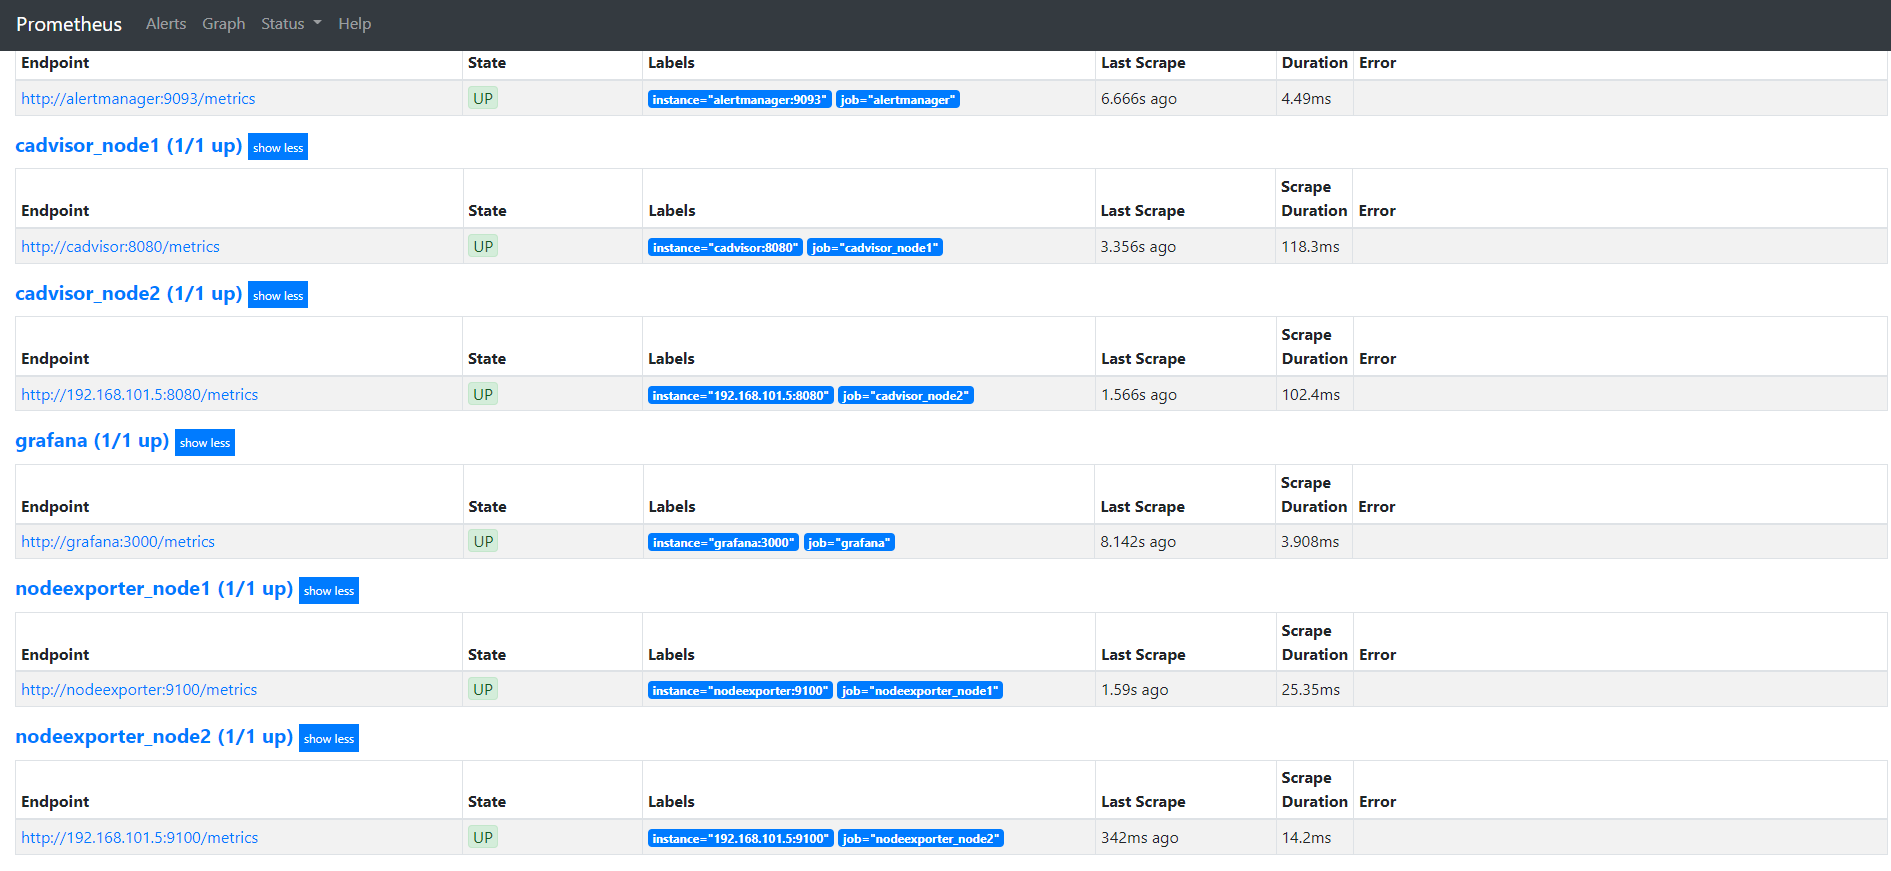 Prometheus Alerts Graph Status Help
Endpoint State Labels Last Scrape Duration Error
http://alertmanager:9093/metrics UP instance="alertmanager:9093" job="alertmanager" 6.666s ago 4.49ms
cadvisor_node1 (1/1 up) show less
Endpoint State Labels Last Scrape Scrape Duration Error
http://cadvisor:8080/metrics UP instance="cadvisor:8080" job="cadvisor_node1" 3.356s ago 118.3ms
cadvisor_node2 (1/1 up) show less
Endpoint State Labels Last Scrape Scrape Duration Error
http://192.168.101.5:8080/metrics UP instance="192.168.101.5:8080" job="cadvisor_node2" 1.566s ago 102.4ms
grafana (1/1 up) show less
Endpoint State Labels Last Scrape Scrape Duration Error
http://grafana:3000/metrics UP instance="grafana:3000" job="grafana" 8.142s ago 3.908ms
nodeexporter_node1 (1/1 up) show less
Endpoint State Labels Last Scrape Scrape Duration Error
http://nodeexporter:9100/metrics UP instance="nodeexporter:9100" job="nodeexporter_node1" 1.59s ago 25.35ms
nodeexporter_node2 (1/1 up) show less
Endpoint State Labels Last Scrape Scrape Duration Error
http://192.168.101.5:9100/metrics UP instance="192.168.101.5:9100" job="nodeexporter_node2" 342ms ago 14.2ms